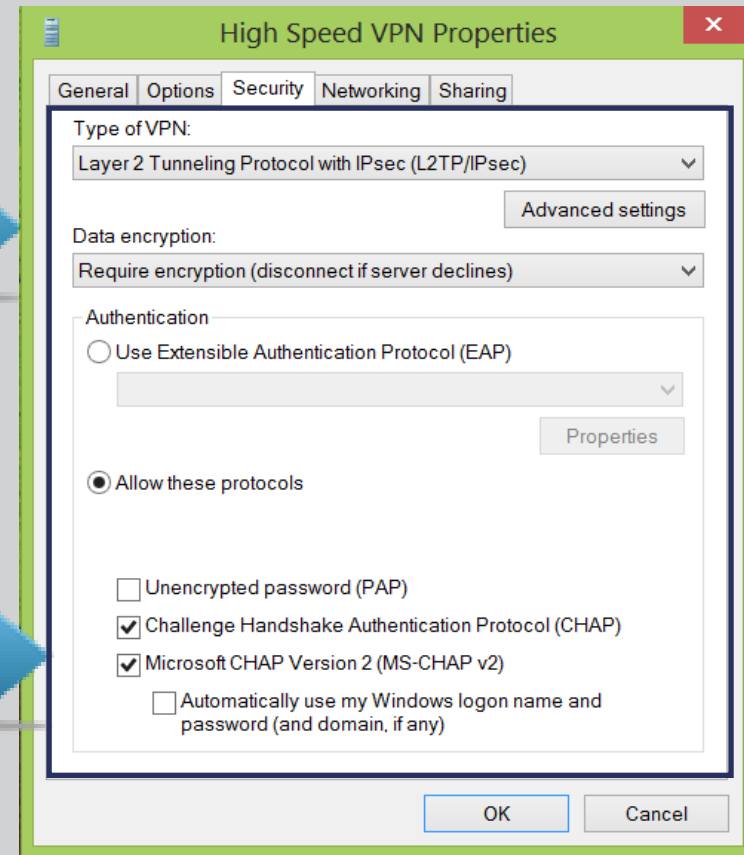 High Speed VPN Properties
General Options Security Networking Sharing
Type of VPN:
Layer 2 Tunneling Protocol with IPsec (L2TP/IPsec)
Advanced settings
Data encryption:
Require encryption (disconnect if server declines)
Authentication
Use Extensible Authentication Protocol (EAP)
Properties
Allow these protocols
Unencrypted password (PAP)
Challenge Handshake Authentication Protocol (CHAP)
Microsoft CHAP Version 2 (MS-CHAP v2)
Automatically use my Windows logon name and
password (and domain, if any)
OK Cancel